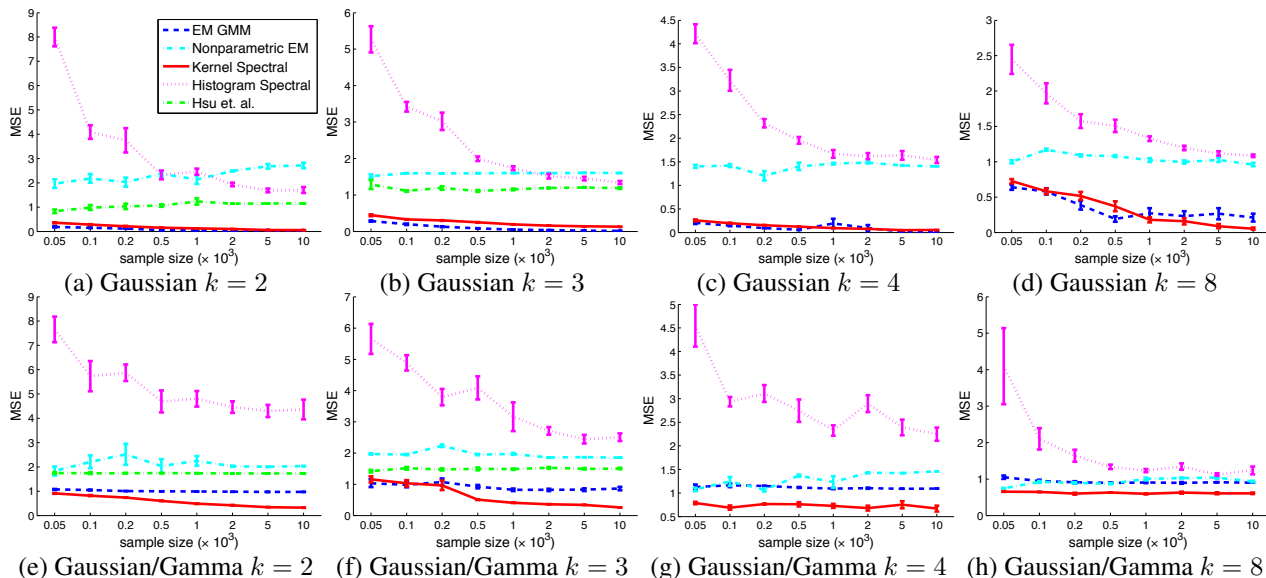 9
8
7
6
5
4
3
2
1
0
MSE
EM GMM
Nonparametric EM
Kernel Spectral
Histogram Spectral
Hsu et. al.
0.05 0.1 0.2 0.5 1 2 5 10
sample size (× 10³)
(a) Gaussian k = 2
6
5
4
3
2
1
0
MSE
0.05 0.1 0.2 0.5 1 2 5 10
sample size (× 10³)
(b) Gaussian k = 3
4.5
4
3.5
3
2.5
2
1.5
1
0.5
0
MSE
0.05 0.1 0.2 0.5 1 2 5 10
sample size (× 10³)
(c) Gaussian k = 4
3
2.5
2
1.5
1
0.5
0
MSE
0.05 0.1 0.2 0.5 1 2 5 10
sample size (× 10³)
(d) Gaussian k = 8
9
8
7
6
5
4
3
2
1
0
MSE
0.05 0.1 0.2 0.5 1 2 5 10
sample size (× 10³)
(e) Gaussian/Gamma k = 2
7
6
5
4
3
2
1
0
MSE
0.05 0.1 0.2 0.5 1 2 5 10
sample size (× 10³)
(f) Gaussian/Gamma k = 3
5
4.5
4
3.5
3
2.5
2
1.5
1
0.5
MSE
0.05 0.1 0.2 0.5 1 2 5 10
sample size (× 10³)
(g) Gaussian/Gamma k = 4
6
5
4
3
2
1
0
MSE
0.05 0.1 0.2 0.5 1 2 5 10
sample size (× 10³)
(h) Gaussian/Gamma k = 8